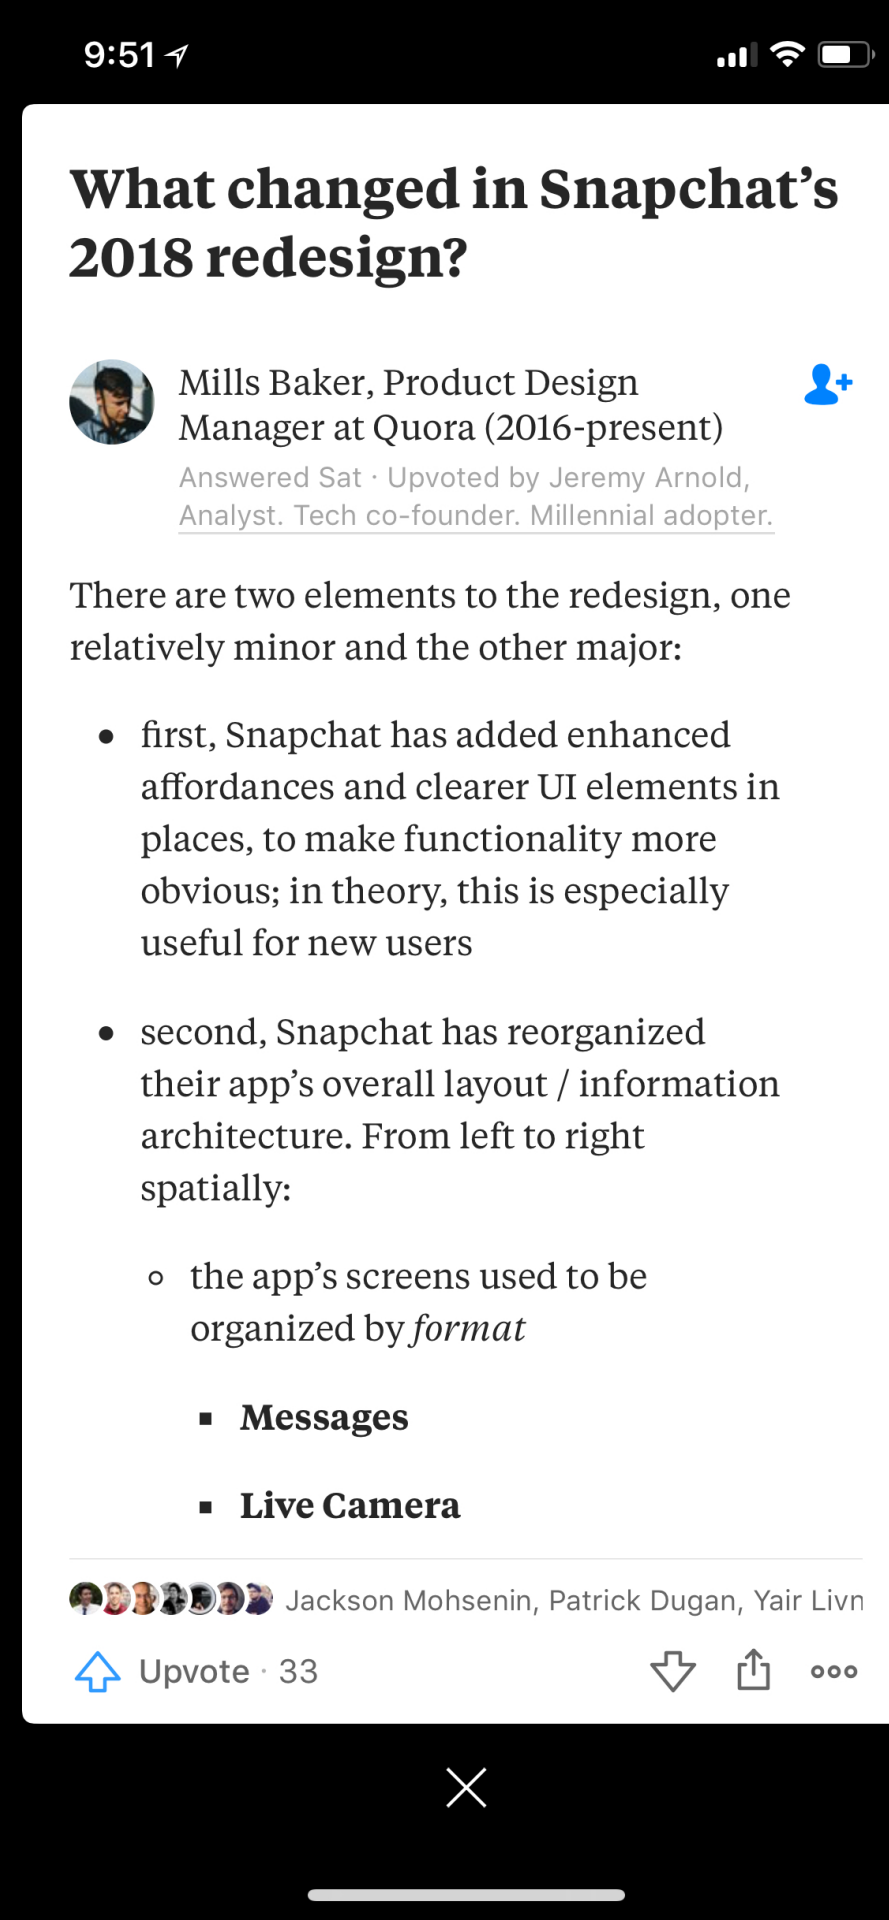 9:51
What changed in Snapchat’s
2018 redesign?
Mills Baker, Product Design
Manager at Quora (2016-present)
Answered Sat · Upvoted by Jeremy Arnold,
Analyst. Tech co-founder. Millennial adopter.
There are two elements to the redesign, one
relatively minor and the other major:
• first, Snapchat has added enhanced
affordances and clearer UI elements in
places, to make functionality more
obvious; in theory, this is especially
useful for new users
• second, Snapchat has reorganized
their app’s overall layout / information
architecture. From left to right
spatially:
◦ the app’s screens used to be
organized by format
▪ Messages
▪ Live Camera
Jackson Mohsenin, Patrick Dugan, Yair Livn
Upvote · 33